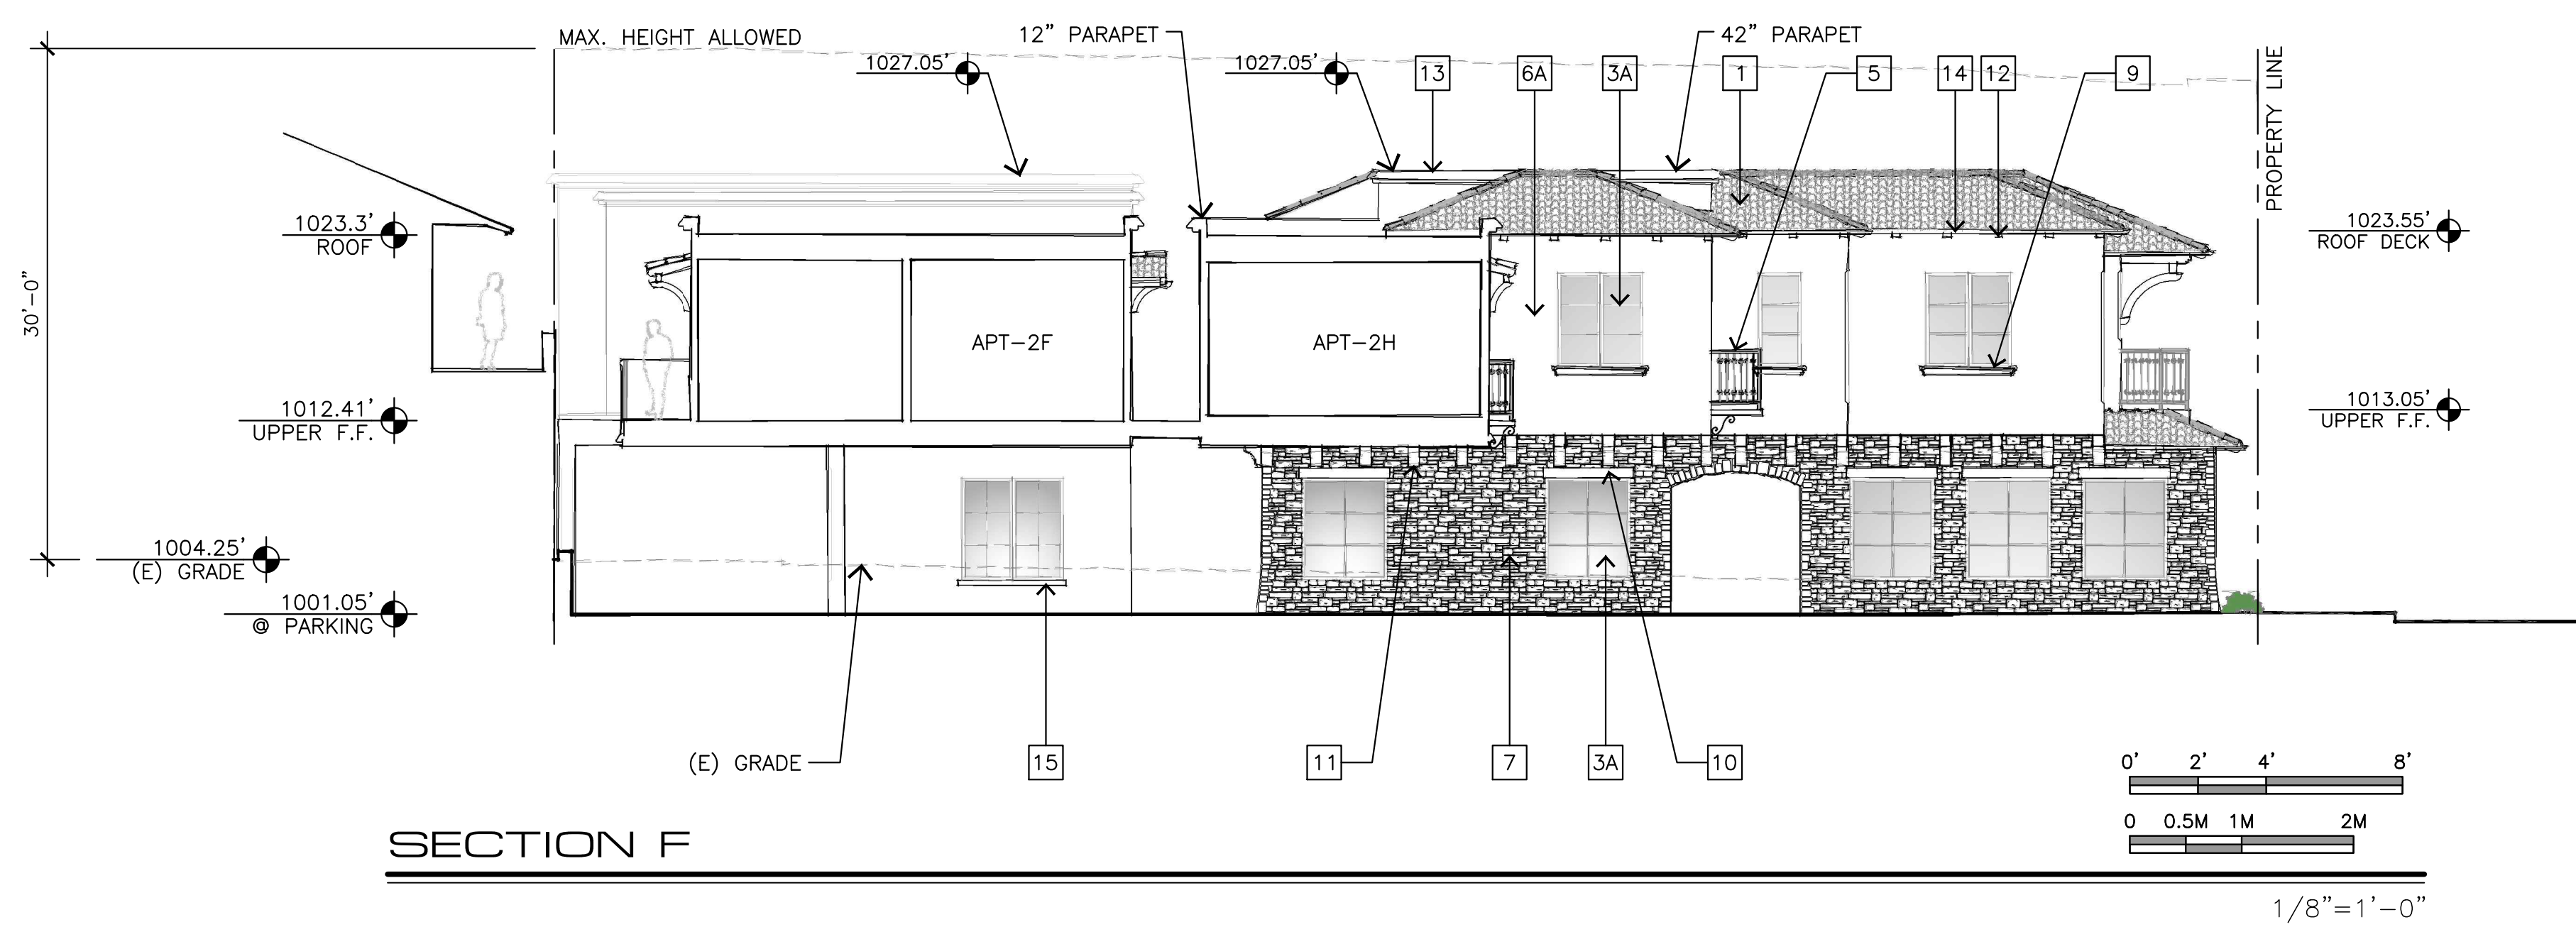 MAX. HEIGHT ALLOWED
12" PARAPET
42" PARAPET
1027.05'
1027.05'
13
6A
3A
1
5
14
12
9
PROPERTY LINE
1023.3'
ROOF
1023.55'
ROOF DECK
30'-0"
APT-2F
APT-2H
1012.41'
UPPER F.F.
1013.05'
UPPER F.F.
1004.25'
(E) GRADE
1001.05'
@ PARKING
(E) GRADE
15
11
7
3A
10
0' 2' 4' 8'
0 0.5M 1M 2M
SECTION F
1/8"=1'-0"